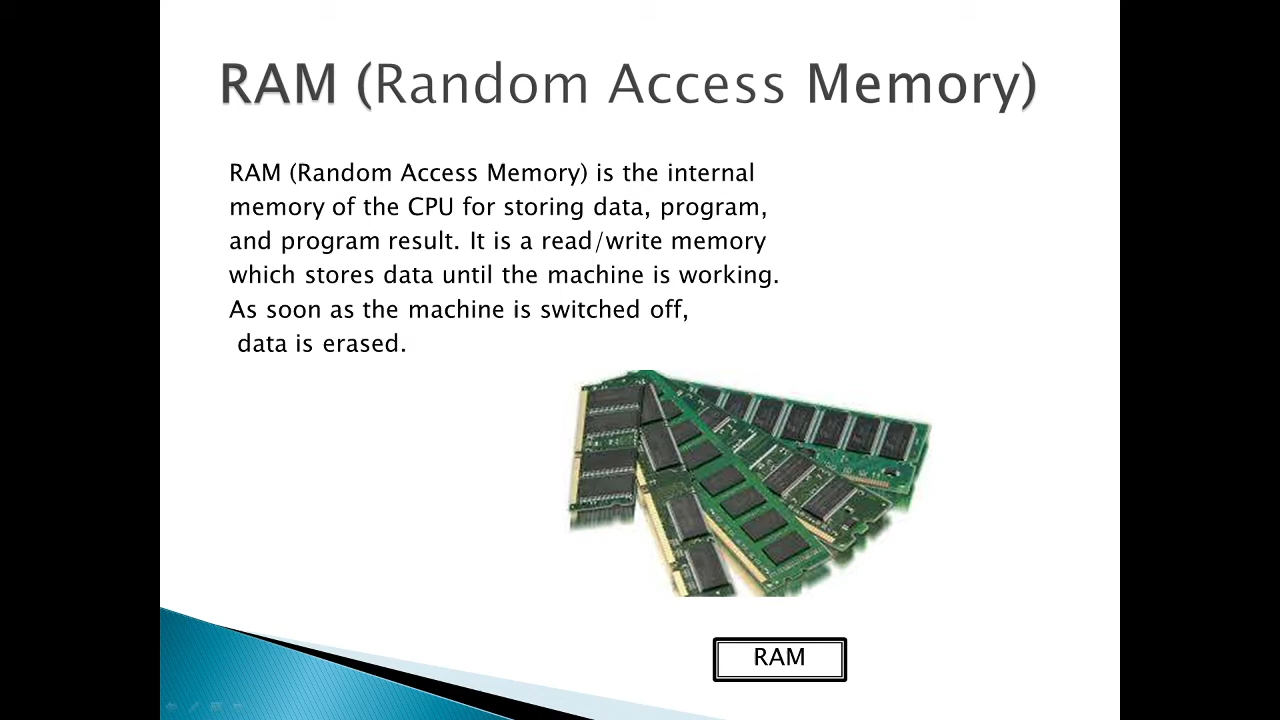 RAM (Random Access Memory)
RAM (Random Access Memory) is the internal
memory of the CPU for storing data, program,
and program result. It is a read/write memory
which stores data until the machine is working.
As soon as the machine is switched off,
data is erased.
RAM